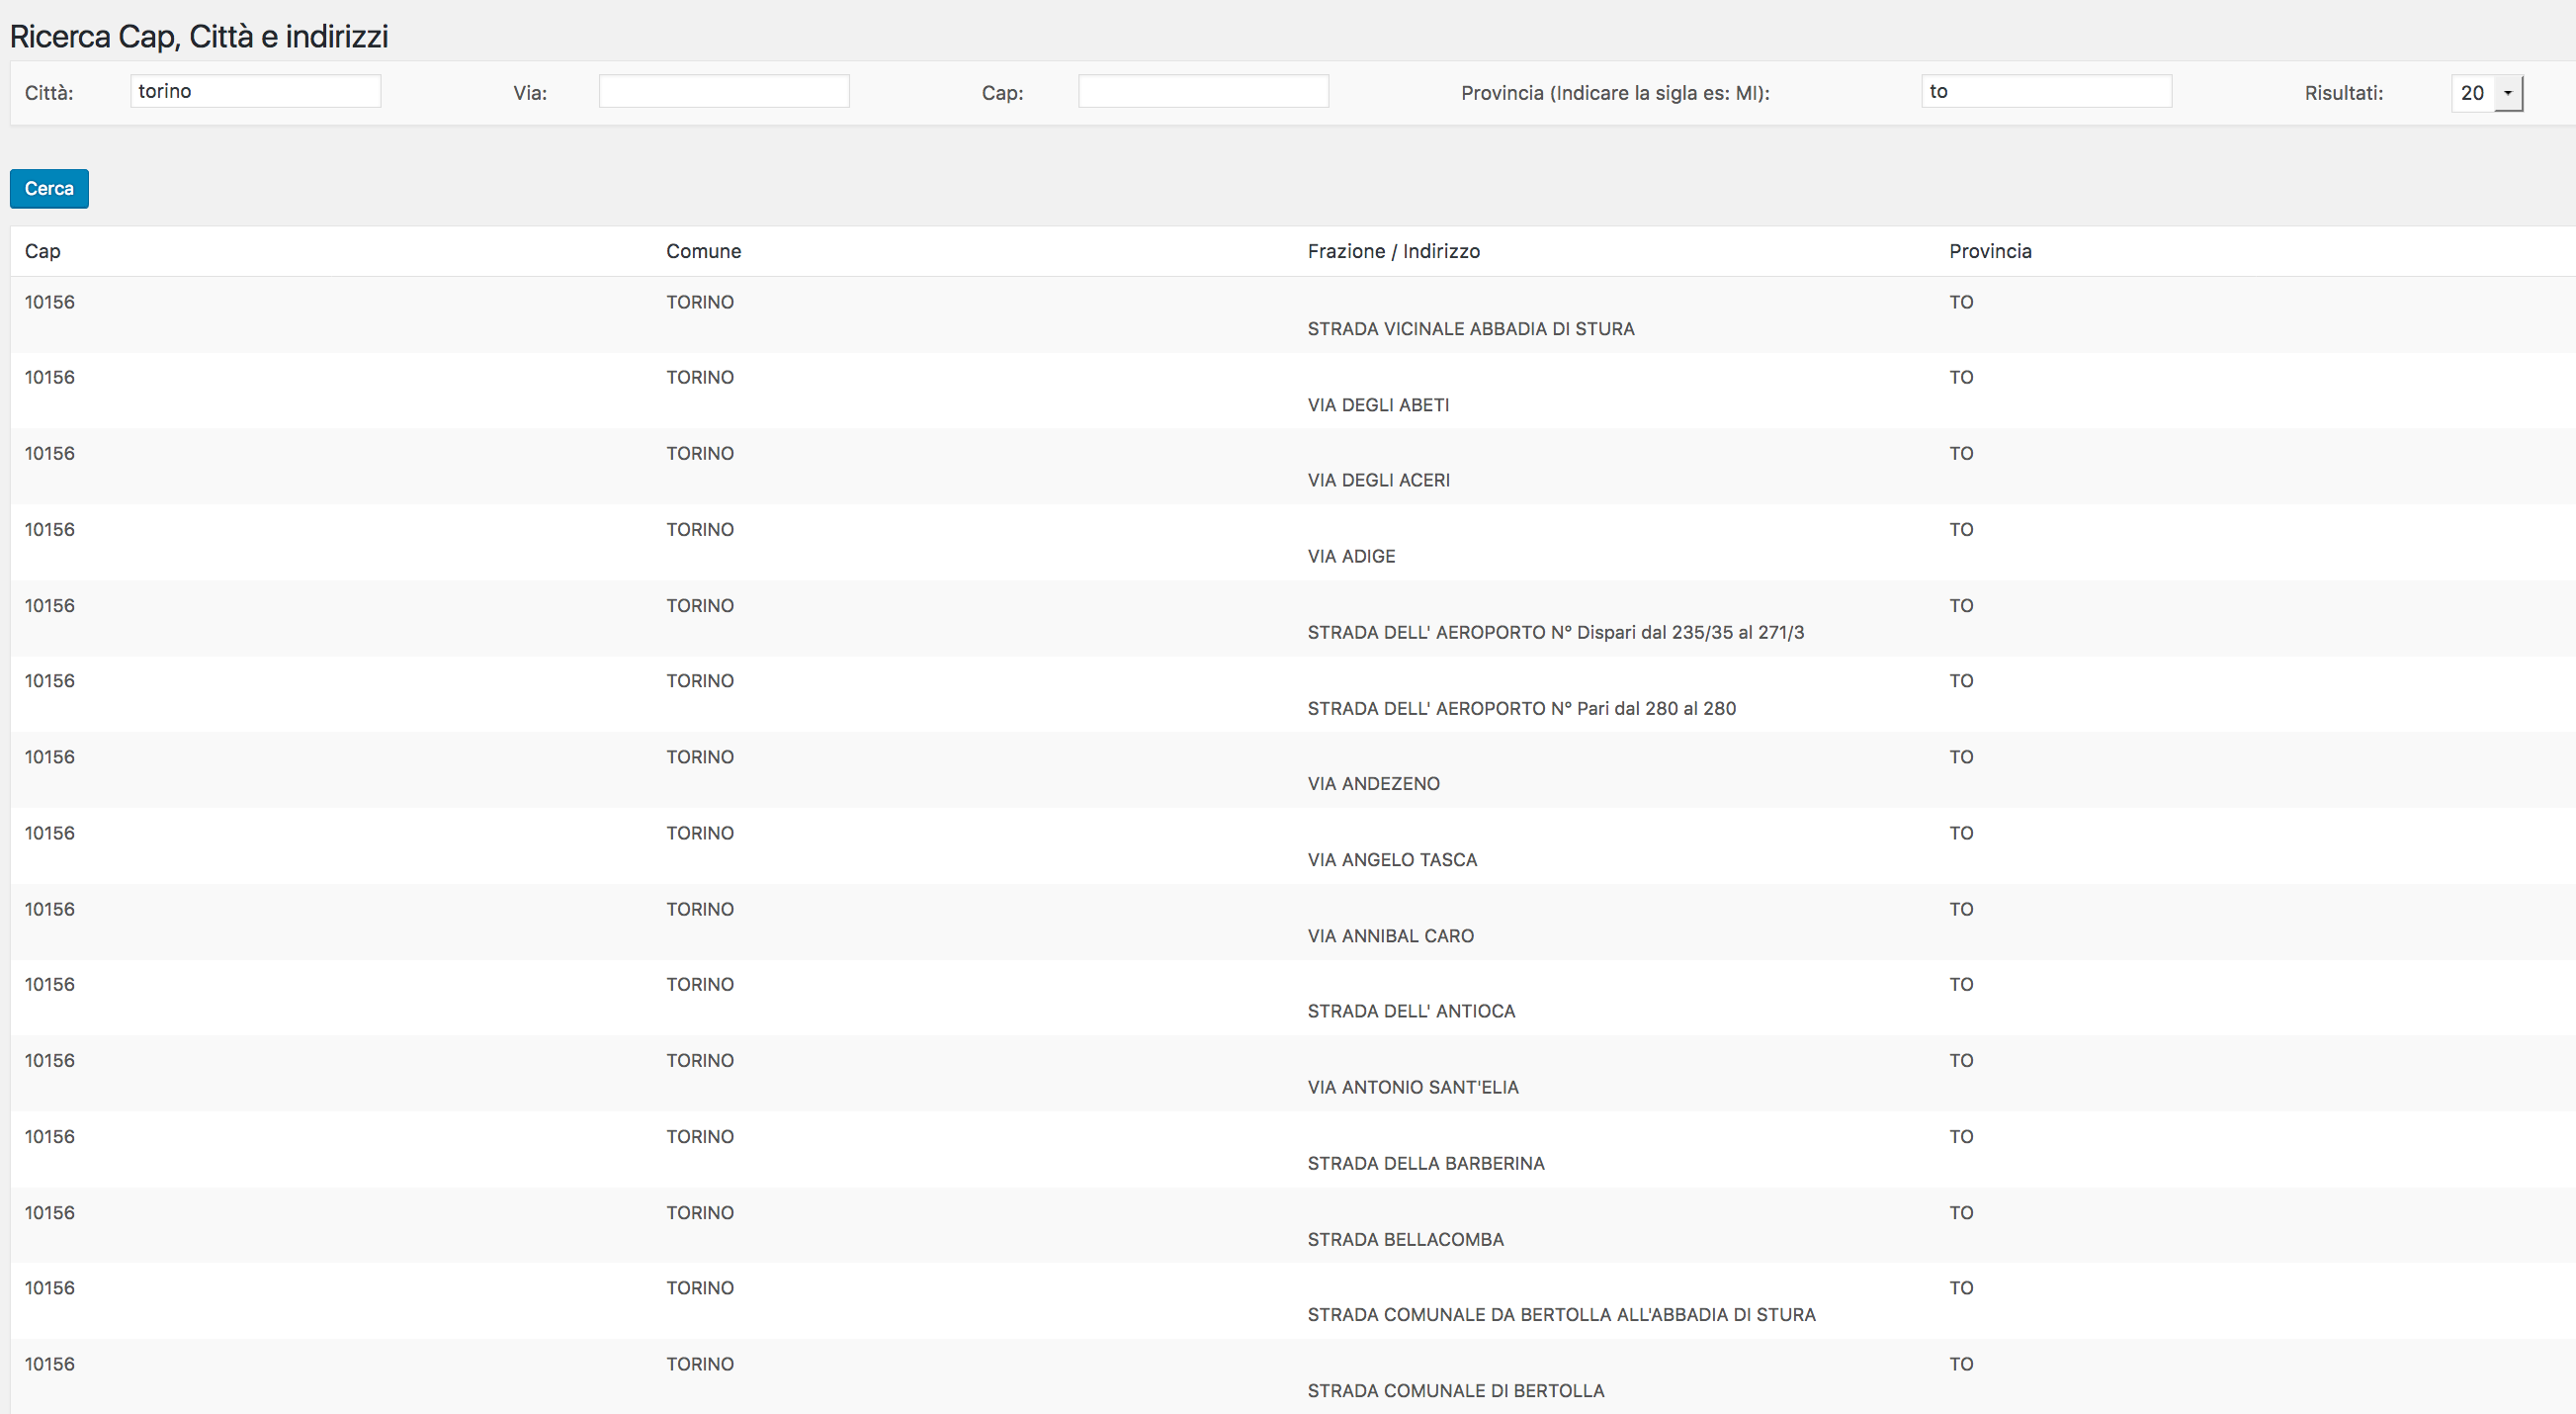 Ricerca Cap, Città e indirizzi
Città: torino Via: Cap: Provincia (Indicare la sigla es: MI): to Risultati: 20
Cerca
Cap Comune Frazione / Indirizzo Provincia
10156 TORINO TO
STRADA VICINALE ABBADIA DI STURA
10156 TORINO TO
VIA DEGLI ABETI
10156 TORINO TO
VIA DEGLI ACERI
10156 TORINO TO
VIA ADIGE
10156 TORINO TO
STRADA DELL' AEROPORTO N° Dispari dal 235/35 al 271/3
10156 TORINO TO
STRADA DELL' AEROPORTO N° Pari dal 280 al 280
10156 TORINO TO
VIA ANDEZENO
10156 TORINO TO
VIA ANGELO TASCA
10156 TORINO TO
VIA ANNIBAL CARO
10156 TORINO TO
STRADA DELL' ANTIOCA
10156 TORINO TO
VIA ANTONIO SANT'ELIA
10156 TORINO TO
STRADA DELLA BARBERINA
10156 TORINO TO
STRADA BELLACOMBA
10156 TORINO TO
STRADA COMUNALE DA BERTOLLA ALL'ABBADIA DI STURA
10156 TORINO TO
STRADA COMUNALE DI BERTOLLA